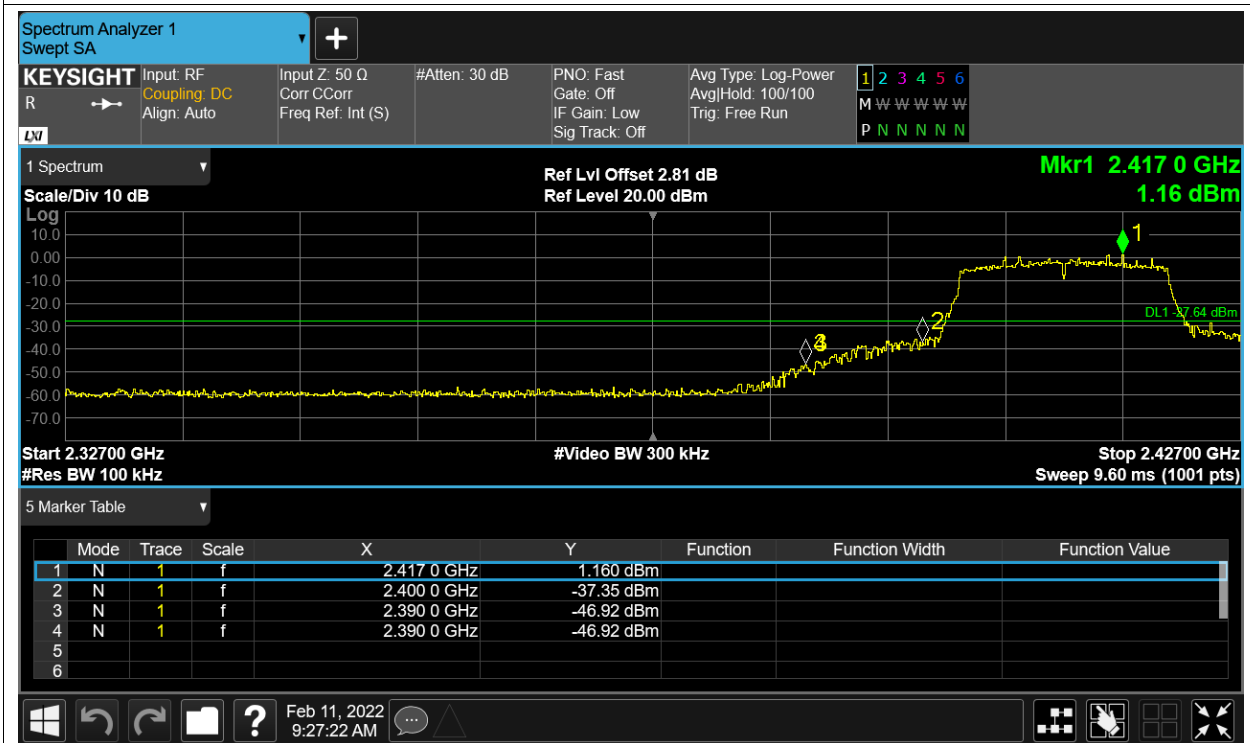 Spectrum Analyzer 1
Swept SA
KEYSIGHT
R
LXI
Input: RF
Coupling: DC
Align: Auto
Input Z: 50 Ω
Corr CCorr
Freq Ref: Int (S)
#Atten: 30 dB
PNO: Fast
Gate: Off
IF Gain: Low
Sig Track: Off
Avg Type: Log-Power
Avg|Hold: 100/100
Trig: Free Run
1 2 3 4 5 6
M W W W W W
P N N N N N
1 Spectrum
Scale/Div 10 dB
Ref Lvl Offset 2.81 dB
Ref Level 20.00 dBm
Mkr1 2.417 0 GHz
1.16 dBm
Log
10.0
0.00
-10.0
-20.0
-30.0
-40.0
-50.0
-60.0
-70.0
1
2
DL1 -27.64 dBm
Start 2.32700 GHz
#Res BW 100 kHz
#Video BW 300 kHz
Stop 2.42700 GHz
Sweep 9.60 ms (1001 pts)
5 Marker Table
Mode Trace Scale X Y Function Function Width Function Value
1 N 1 f 2.417 0 GHz 1.160 dBm
2 N 1 f 2.400 0 GHz -37.35 dBm
3 N 1 f 2.390 0 GHz -46.92 dBm
4 N 1 f 2.390 0 GHz -46.92 dBm
5
6
?
Feb 11, 2022
9:27:22 AM